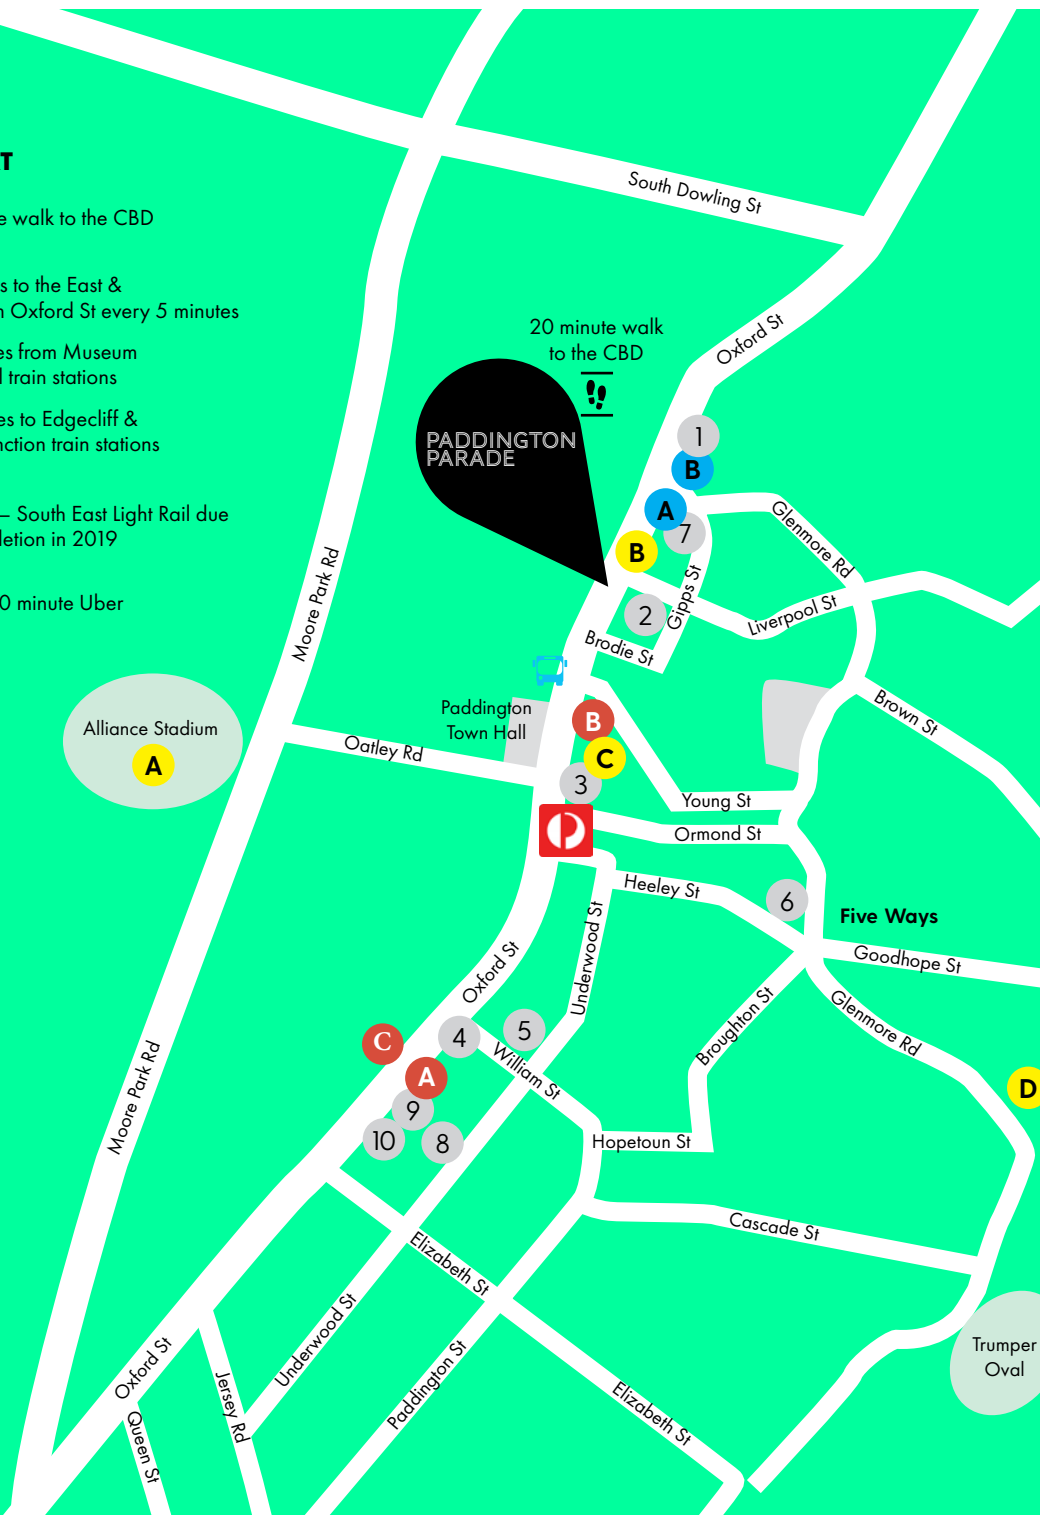 T
e walk to the CBD
s to the East &
n Oxford St every 5 minutes
es from Museum
l train stations
es to Edgecliff &
nction train stations
– South East Light Rail due
letion in 2019
0 minute Uber
South Dowling St
Oxford St
20 minute walk
to the CBD
PADDINGTON
PARADE
1
B
A
7
B
2
Glenmore Rd
Gipps St
Liverpool St
Brodie St
Moore Park Rd
Alliance Stadium
A
Paddington
Town Hall
Oatley Rd
B
C
3
Brown St
Young St
Ormond St
Heeley St
6
Five Ways
Goodhope St
Underwood St
Oxford St
Glenmore Rd
Broughton St
C
4
5
A
William St
9
10
8
D
Moore Park Rd
Hopetoun St
Cascade St
Elizabeth St
Underwood St
Paddington St
Oxford St
Jersey Rd
Queen St
Elizabeth St
Trumper
Oval